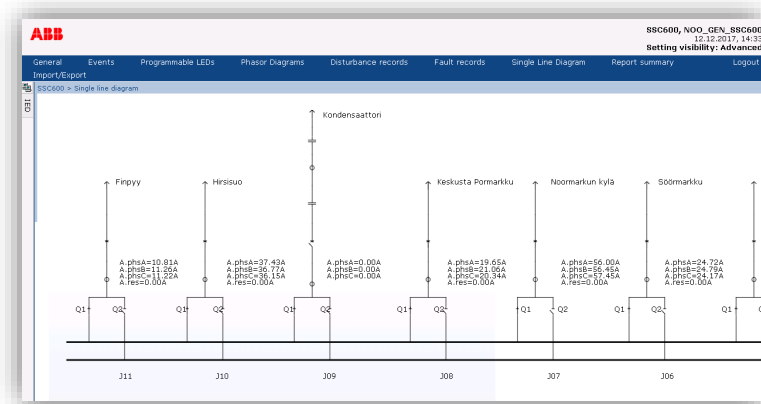 ABB
SSC600, NOO_GEN_SSC600
12.12.2017, 14:33
Setting visibility: Advanced
General Events Programmable LEDs Phasor Diagrams Disturbance records Fault records Single Line Diagram Report summary Logout
Import/Export
SSC600 > Single line diagram
IED
Kondensaattori
Finpyy Hirsisuo Keskusta Pormarkku Noormarkun kylä Söörmarkku
A.phsA=10.81A A.phsA=37.43A A.phsA=0.00A A.phsA=19.65A A.phsA=56.00A A.phsA=24.72A
A.phsB=11.26A A.phsB=36.77A A.phsB=0.00A A.phsB=21.06A A.phsB=56.45A A.phsB=24.79A
A.phsC=11.22A A.phsC=36.15A A.phsC=0.00A A.phsC=20.34A A.phsC=57.45A A.phsC=24.17A
A.res=0.00A A.res=0.00A A.res=0.00A A.res=0.00A A.res=0.00A
Q1 Q2 Q1 Q2 Q1 Q2 Q1 Q2 Q1 Q2 Q1 Q2 Q1
J11 J10 J09 J08 J07 J06